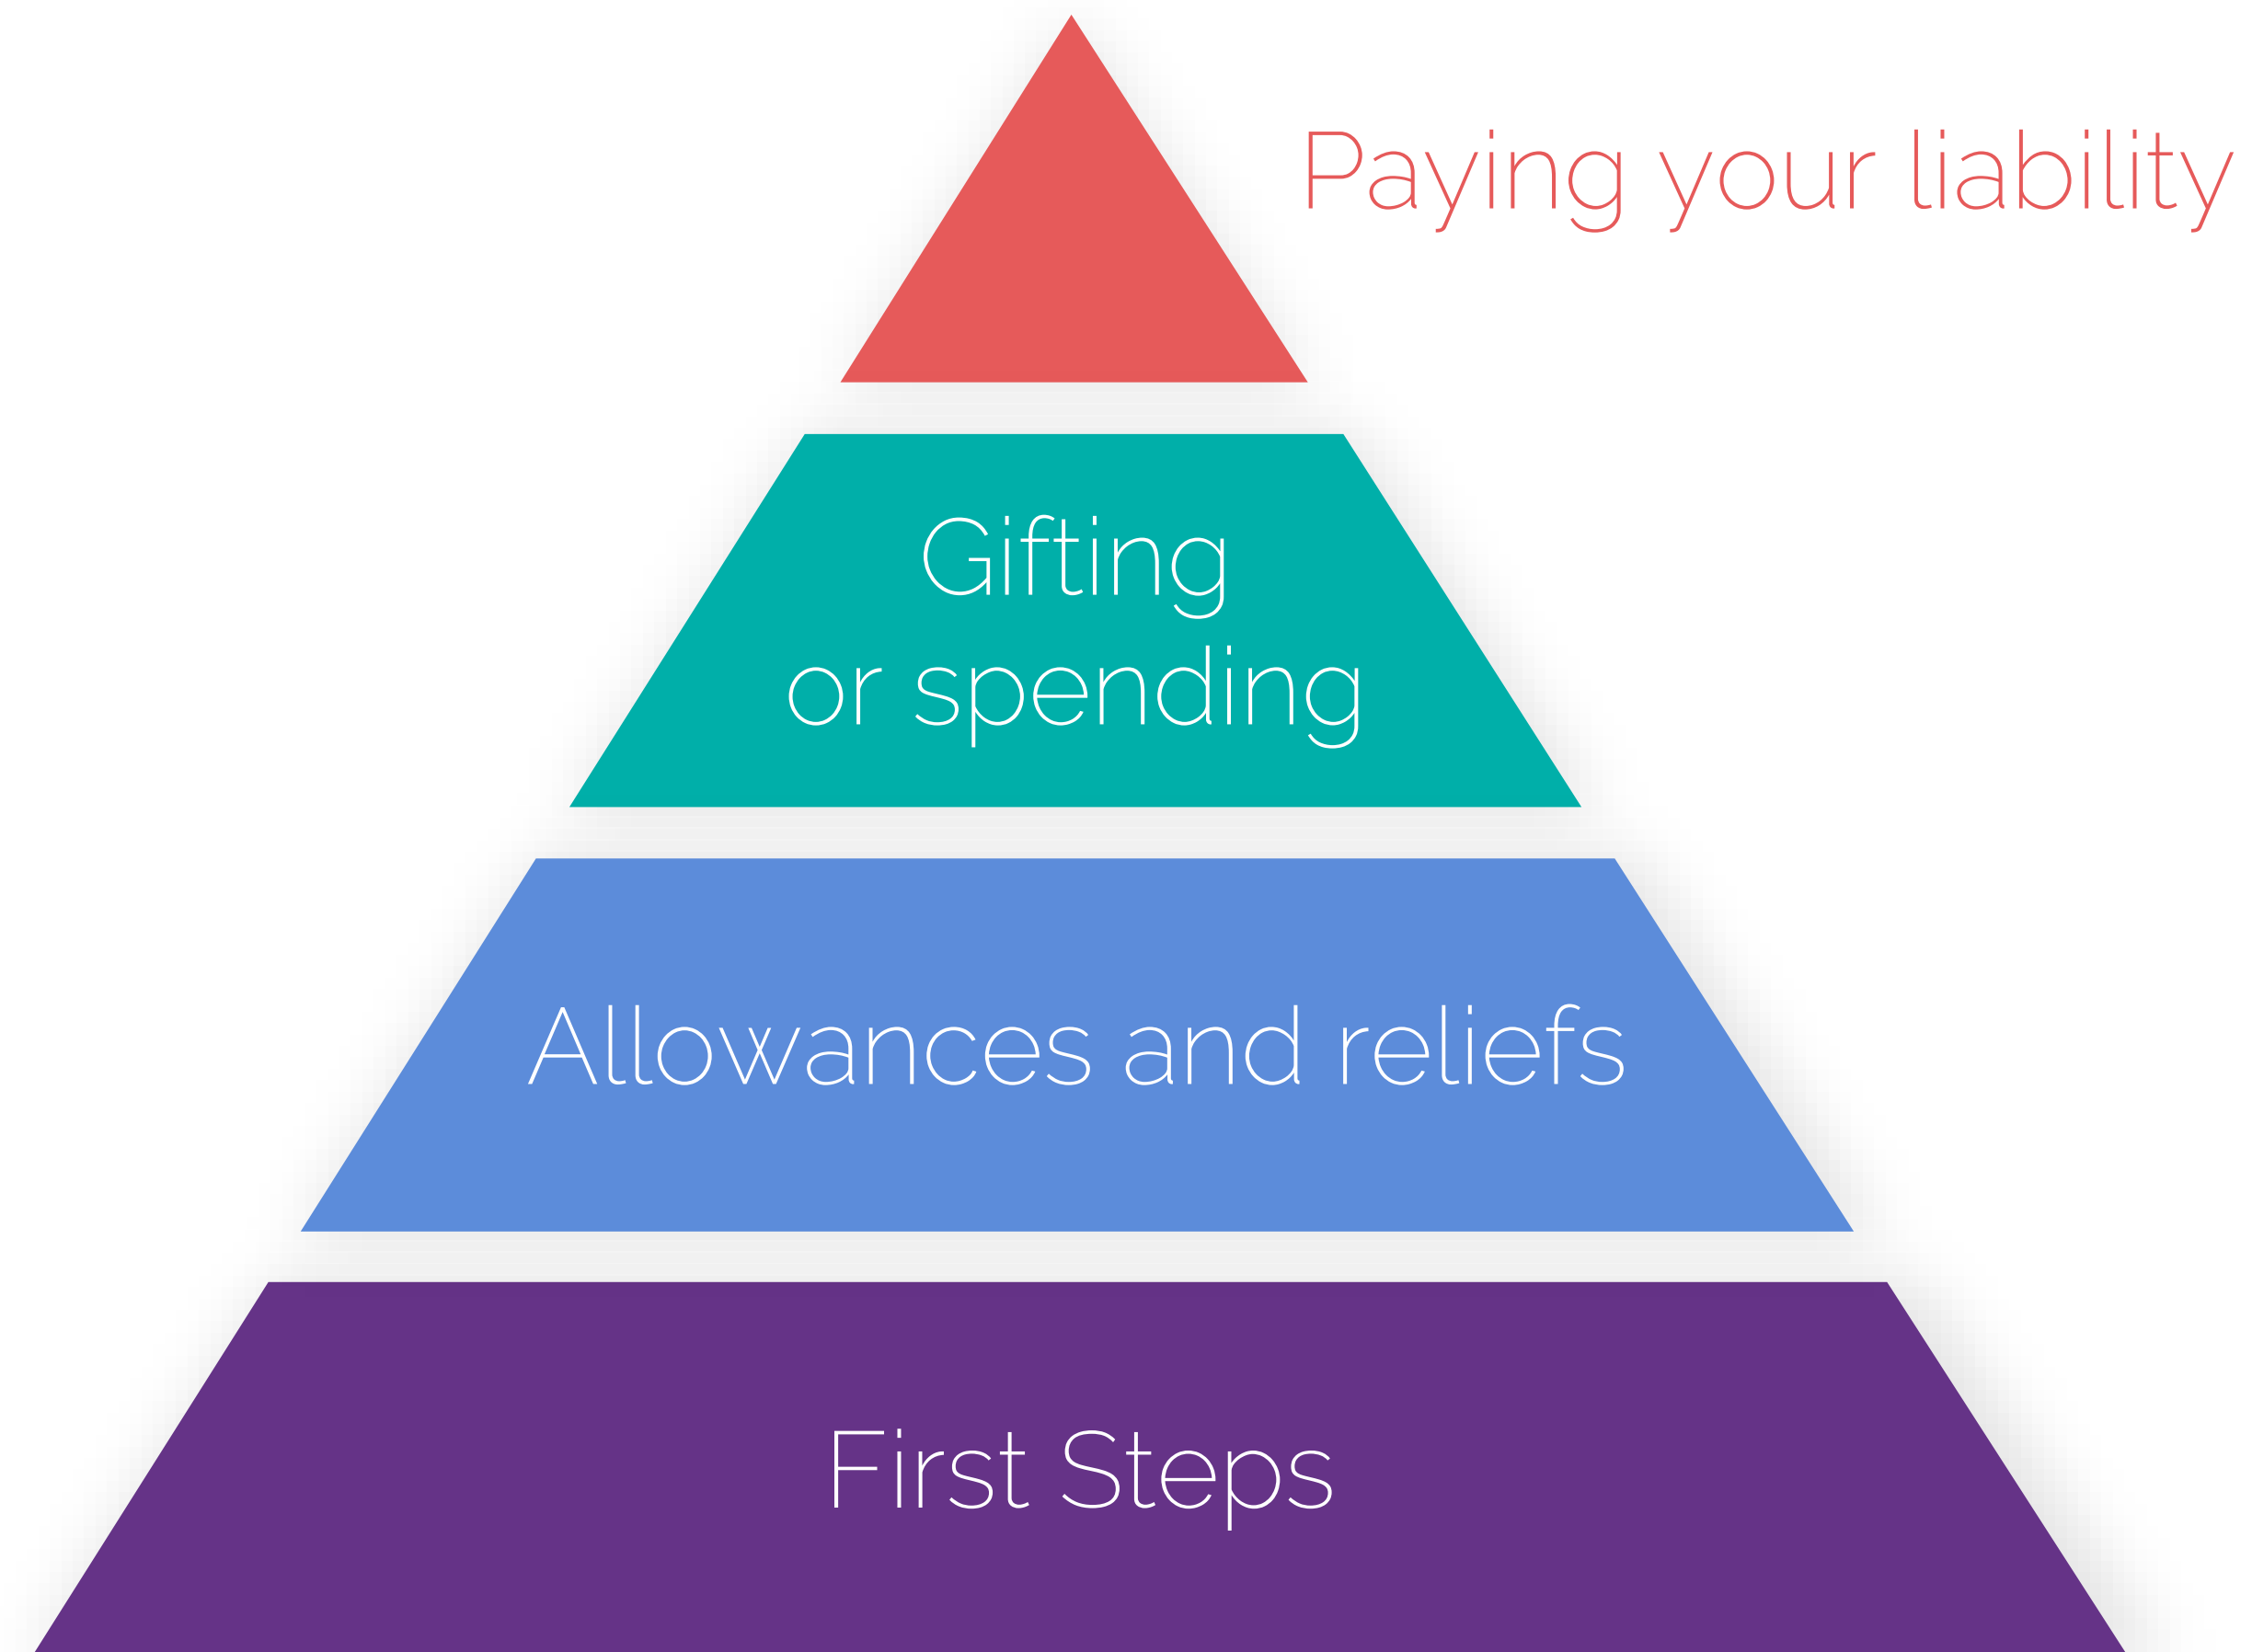 Paying your liability
Gifting
or spending
Allowances and reliefs
First Steps